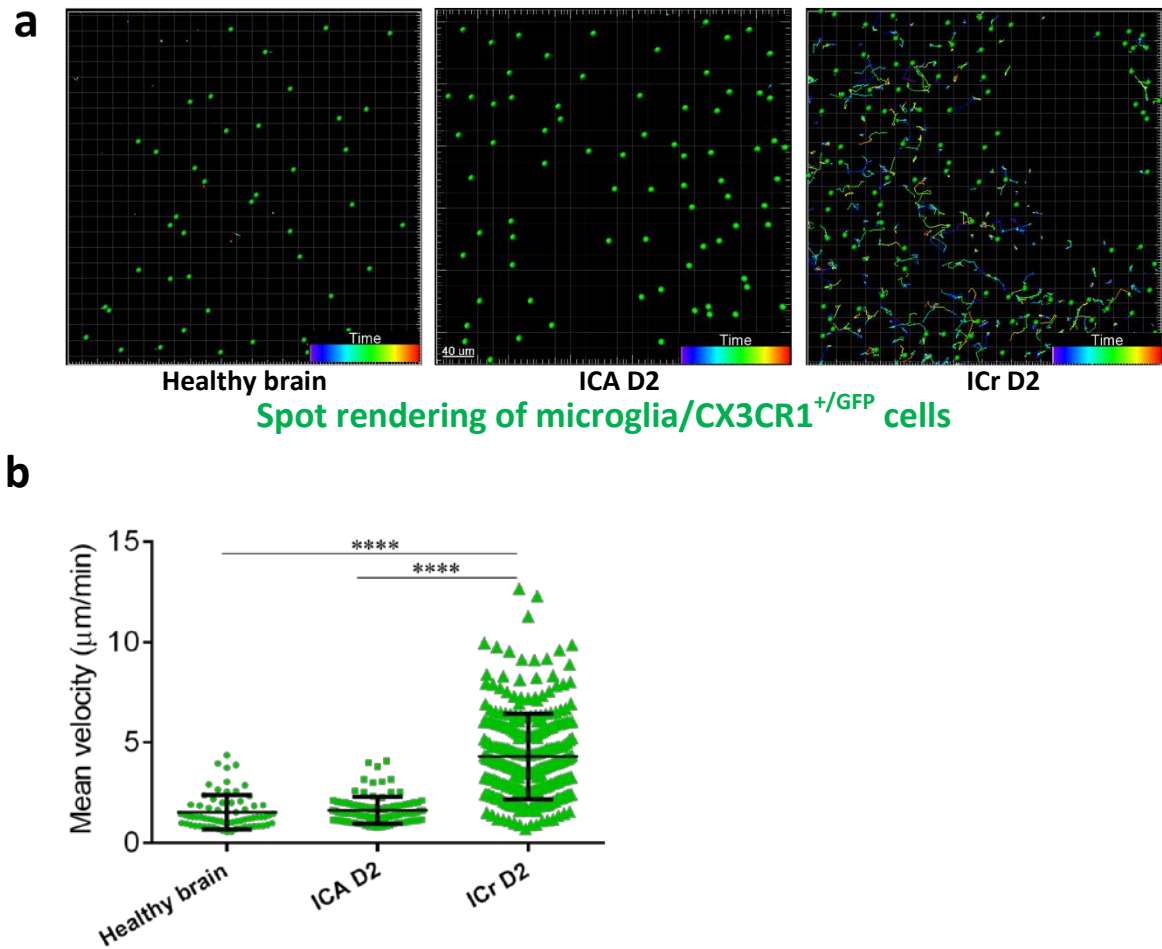 a
Time
40 um
Time
Time
Healthy brain
ICA D2
ICr D2
Spot rendering of microglia/CX3CR1+/GFP cells
b
Mean velocity (μm/min)
15
10
5
0
****
****
Healthy brain
ICA D2
ICr D2